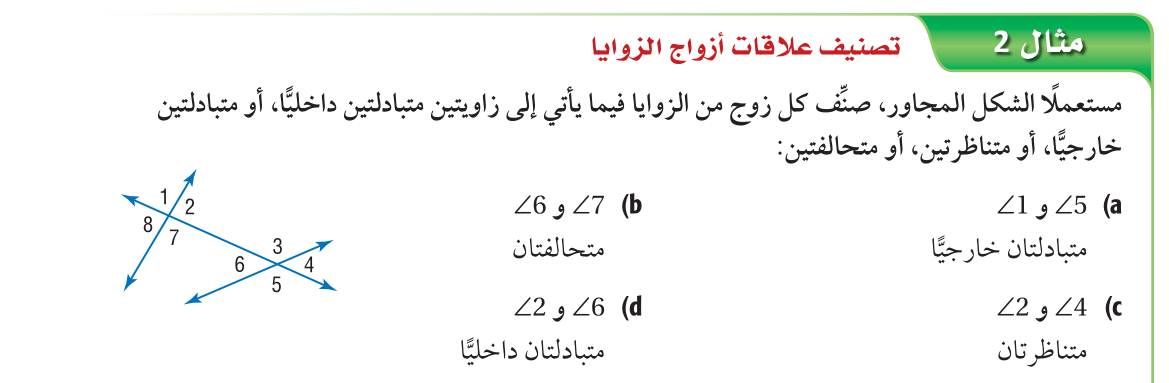 مثال 2
تصنيف علاقات أزواج الزوايا
مستعملًا الشكل المجاور، صنِّف كل زوج من الزوايا فيما يأتي إلى زاويتين متبادلتين داخليًّا، أو متبادلتين
خارجيًّا، أو متناظرتين، أو متحالفتين:
(a ∠5 و ∠1
متبادلتان خارجيًّا
(b ∠7 و ∠6
متحالفتان
(c ∠4 و ∠2
متناظرتان
(d ∠6 و ∠2
متبادلتان داخليًّا
1
2
8
7
3
6
4
5